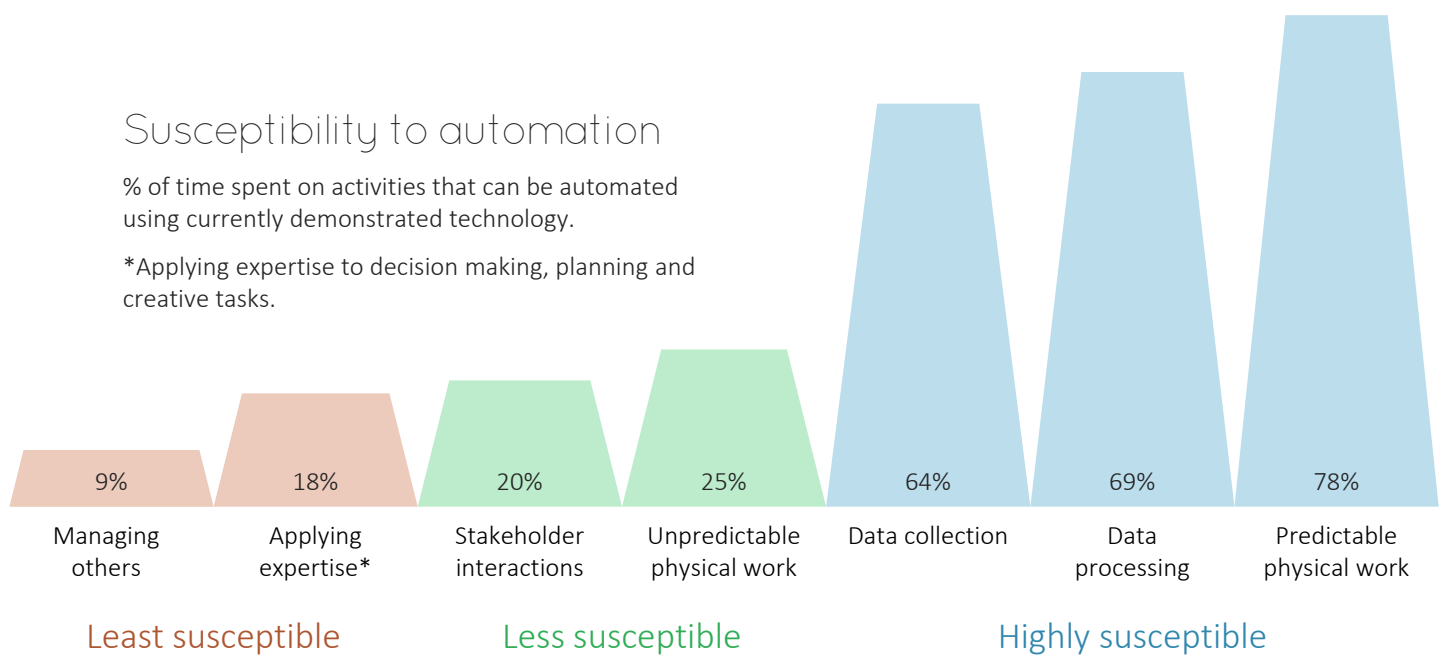 Susceptibility to automation
% of time spent on activities that can be automated
using currently demonstrated technology.
*Applying expertise to decision making, planning and
creative tasks.
9%
18%
20%
25%
64%
69%
78%
Managing
others
Applying
expertise*
Stakeholder
interactions
Unpredictable
physical work
Data collection
Data
processing
Predictable
physical work
Least susceptible
Less susceptible
Highly susceptible